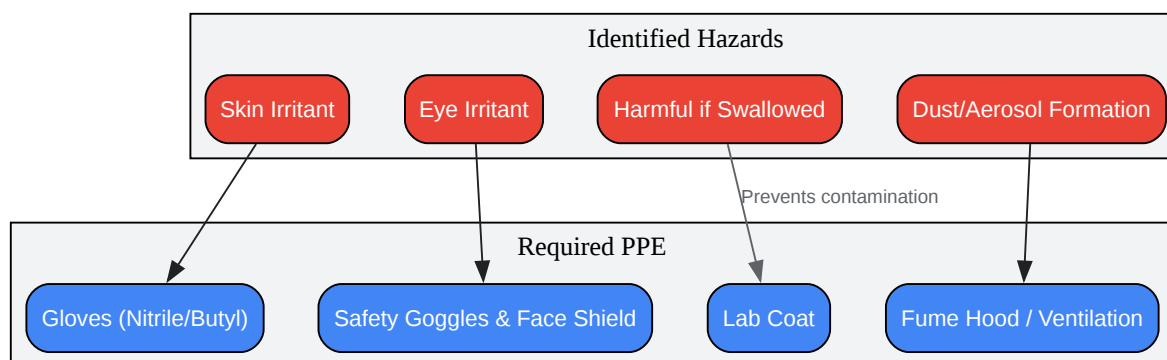 Identified Hazards
Skin Irritant
Eye Irritant
Harmful if Swallowed
Dust/Aerosol Formation
Prevents contamination
Required PPE
Gloves (Nitrile/Butyl)
Safety Goggles & Face Shield
Lab Coat
Fume Hood / Ventilation